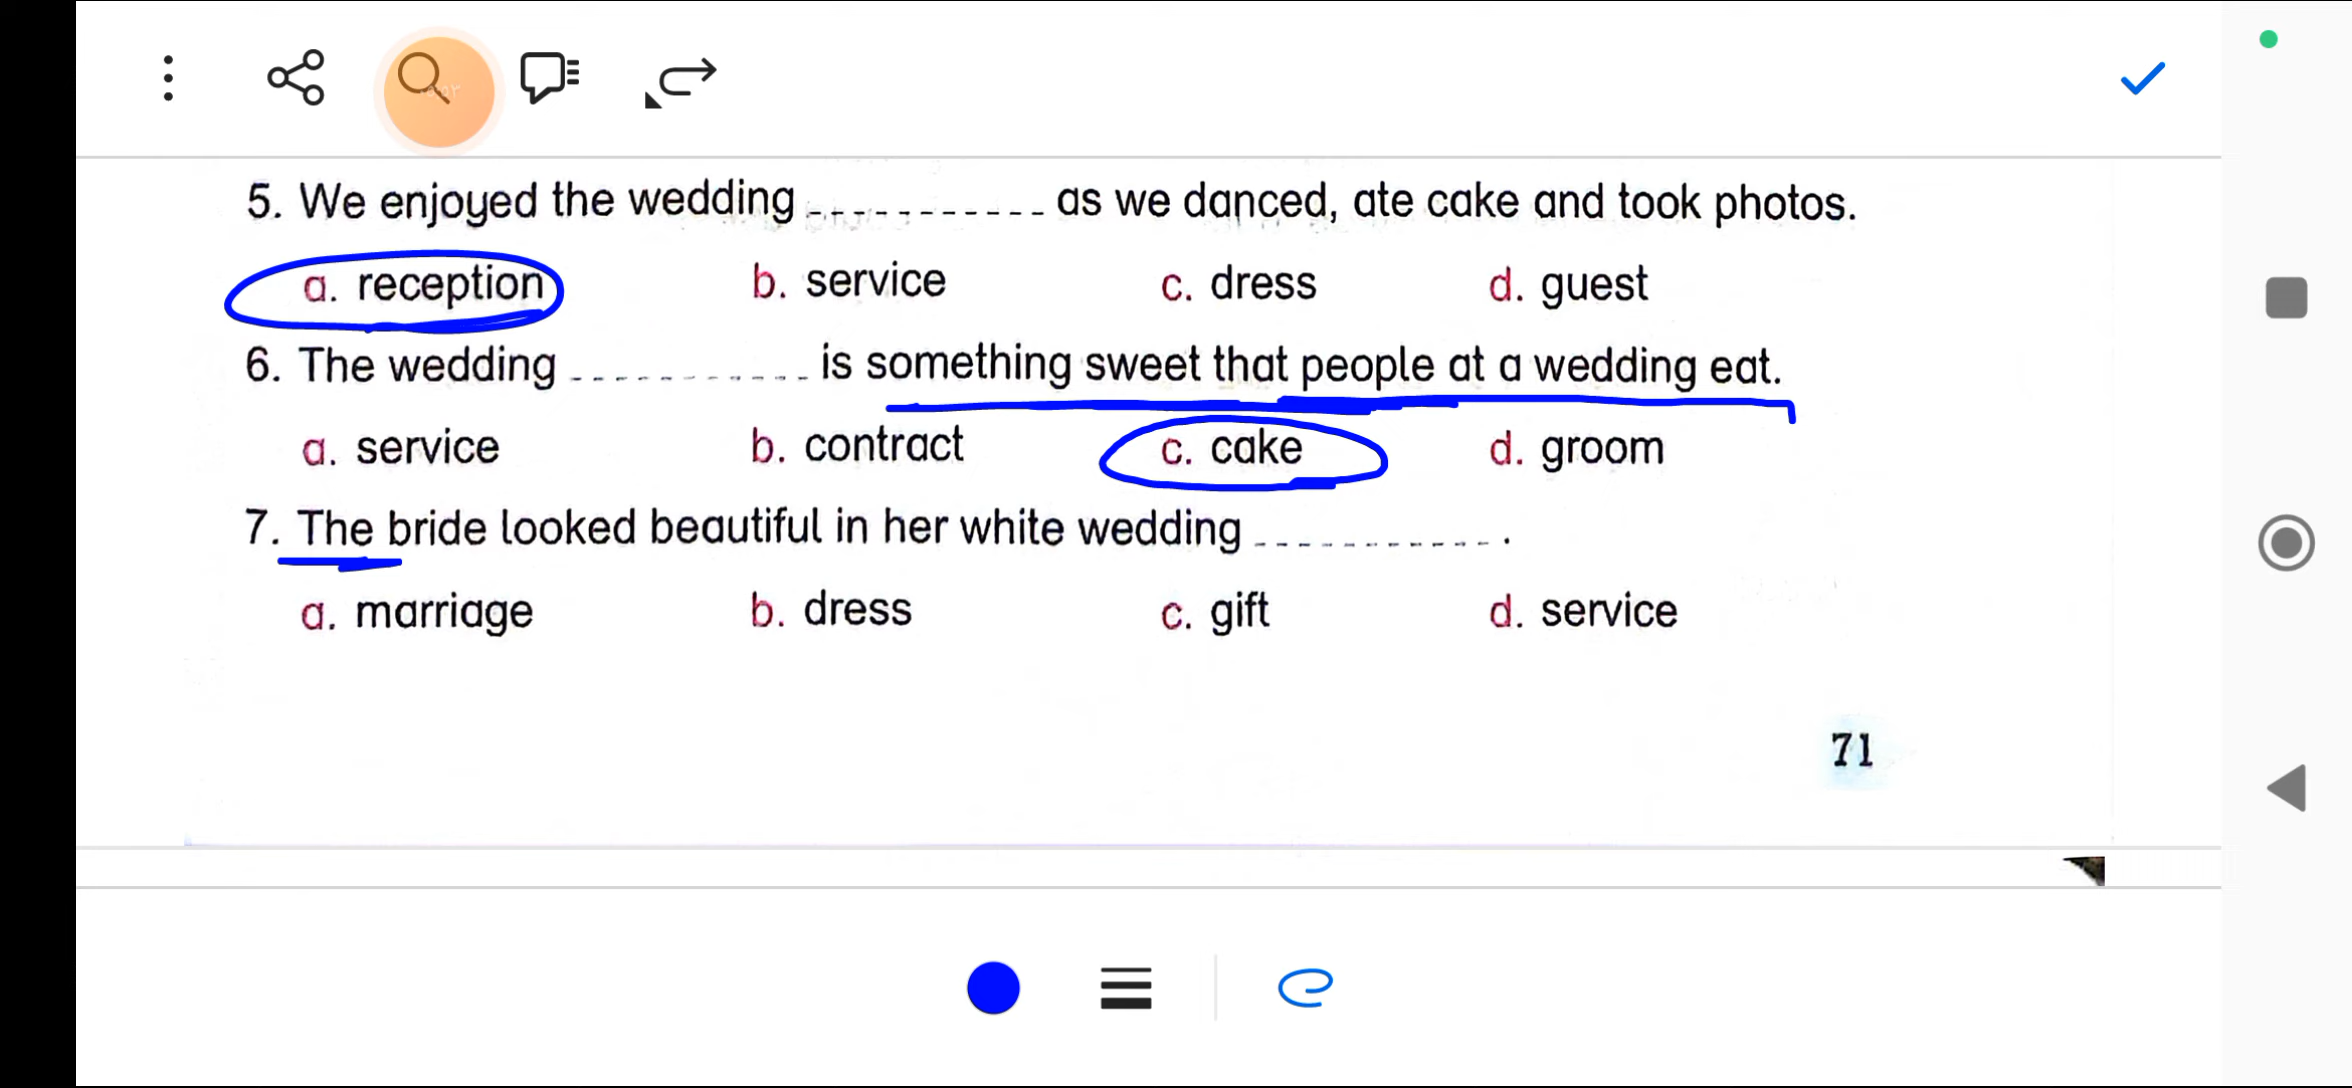 5. We enjoyed the wedding ----------- as we danced, ate cake and took photos.
a. reception b. service c. dress d. guest
6. The wedding ----------- is something sweet that people at a wedding eat.
a. service b. contract c. cake d. groom
7. The bride looked beautiful in her white wedding ----------- .
a. marriage b. dress c. gift d. service
71